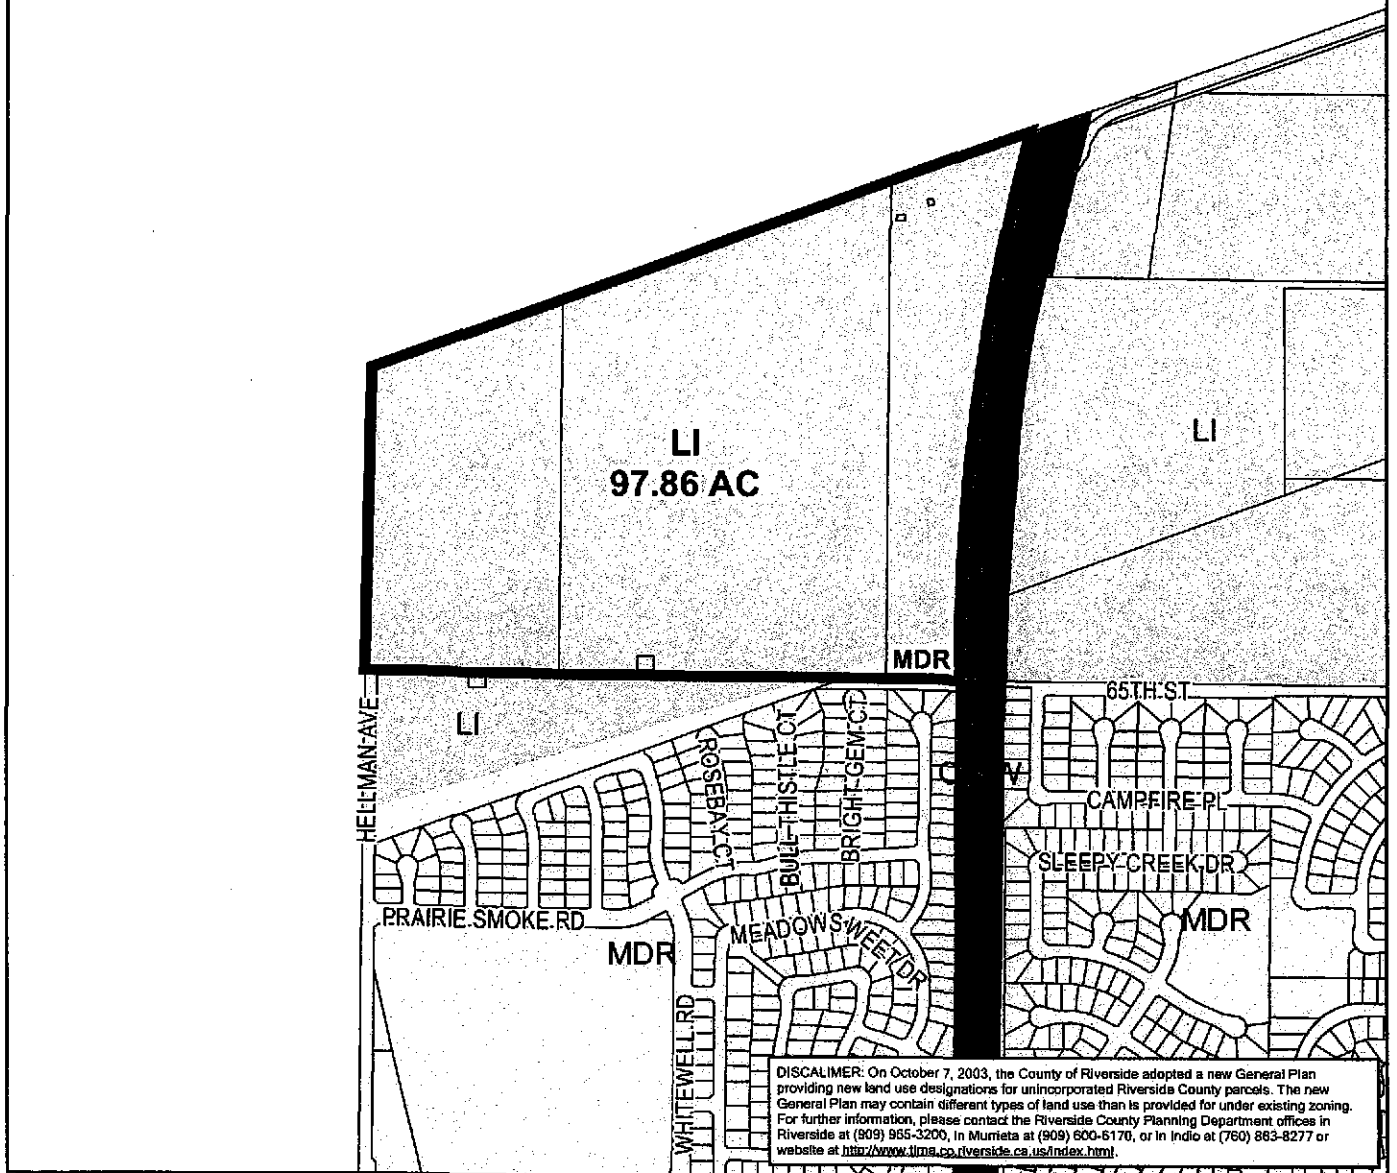 LI
97.86 AC
LI
MDR
65TH ST
LI
HELLMAN AVE
ROSEBAY CT
BULL THISTLE CT
BRIGHT GEM CT
CAMPFIRE PL
SLEEPY CREEK DR
PRAIRIE SMOKE RD
MEADOWSWEET DR
MDR
MDR
WHITEWELL RD
DISCALIMER: On October 7, 2003, the County of Riverside adopted a new General Plan
providing new land use designations for unincorporated Riverside County parcels. The new
General Plan may contain different types of land use than is provided for under existing zoning.
For further information, please contact the Riverside County Planning Department offices in
Riverside at (909) 955-3200, in Murrieta at (909) 600-6170, or in Indio at (760) 863-8277 or
website at http://www.tlma.co.riverside.ca.us/index.html.